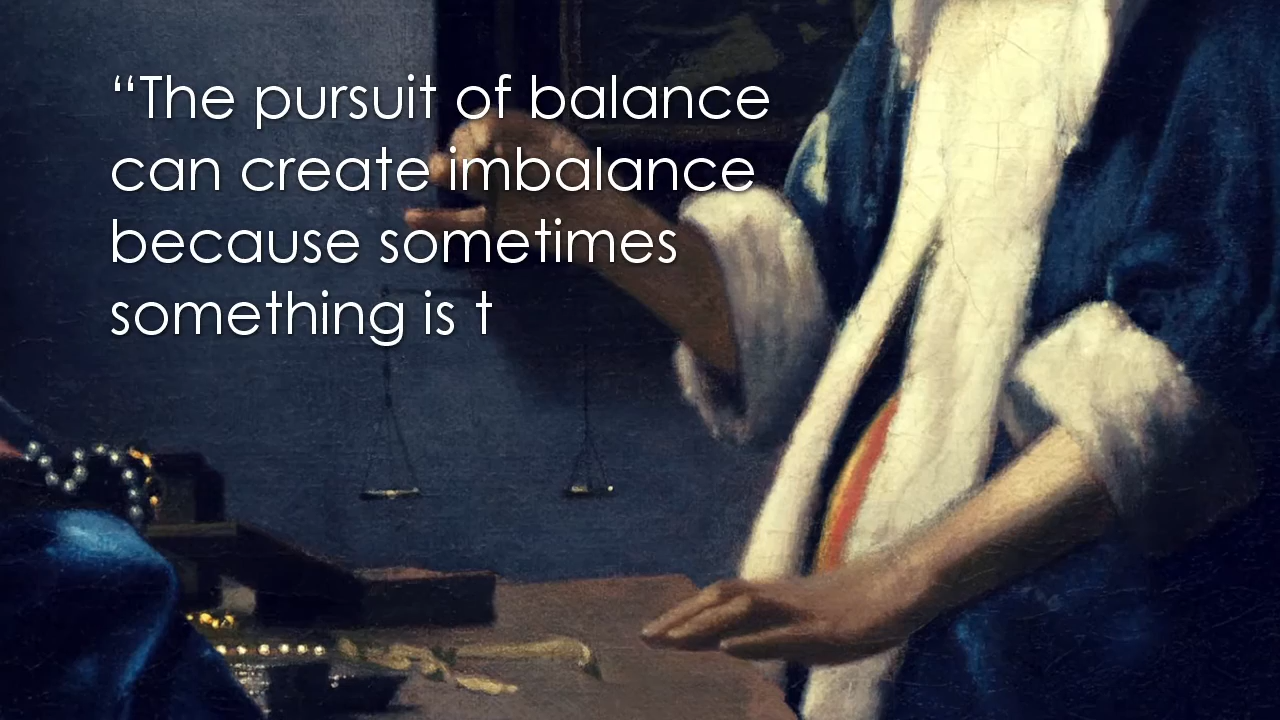 “The pursuit of balance
can create imbalance
because sometimes
something is t